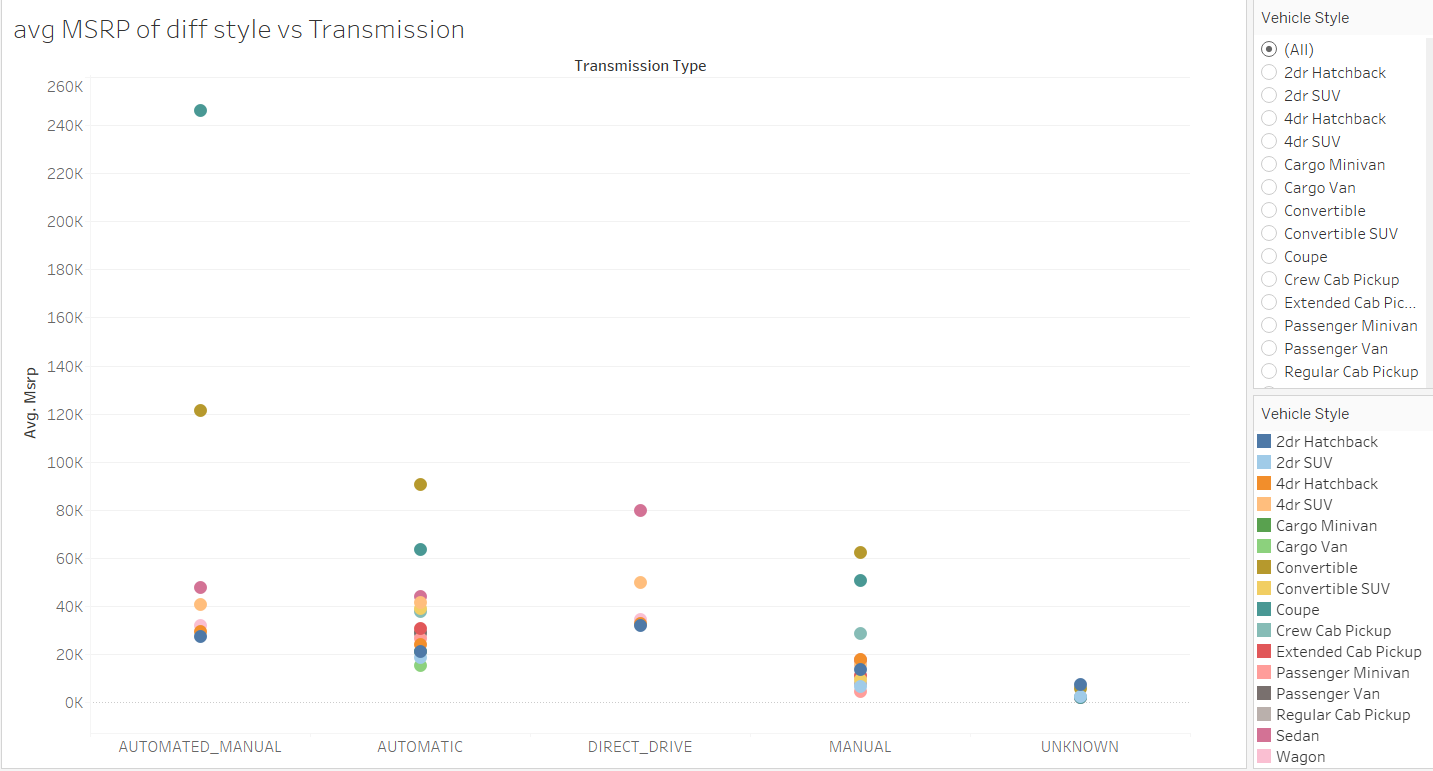 avg MSRP of diff style vs Transmission
Transmission Type
260K
240K
220K
200K
180K
160K
140K
120K
100K
80K
60K
40K
20K
0K
Avg. Msrp
AUTOMATED_MANUAL
AUTOMATIC
DIRECT_DRIVE
MANUAL
UNKNOWN
Vehicle Style
(All)
2dr Hatchback
2dr SUV
4dr Hatchback
4dr SUV
Cargo Minivan
Cargo Van
Convertible
Convertible SUV
Coupe
Crew Cab Pickup
Extended Cab Pic...
Passenger Minivan
Passenger Van
Regular Cab Pickup
Vehicle Style
2dr Hatchback
2dr SUV
4dr Hatchback
4dr SUV
Cargo Minivan
Cargo Van
Convertible
Convertible SUV
Coupe
Crew Cab Pickup
Extended Cab Pickup
Passenger Minivan
Passenger Van
Regular Cab Pickup
Sedan
Wagon